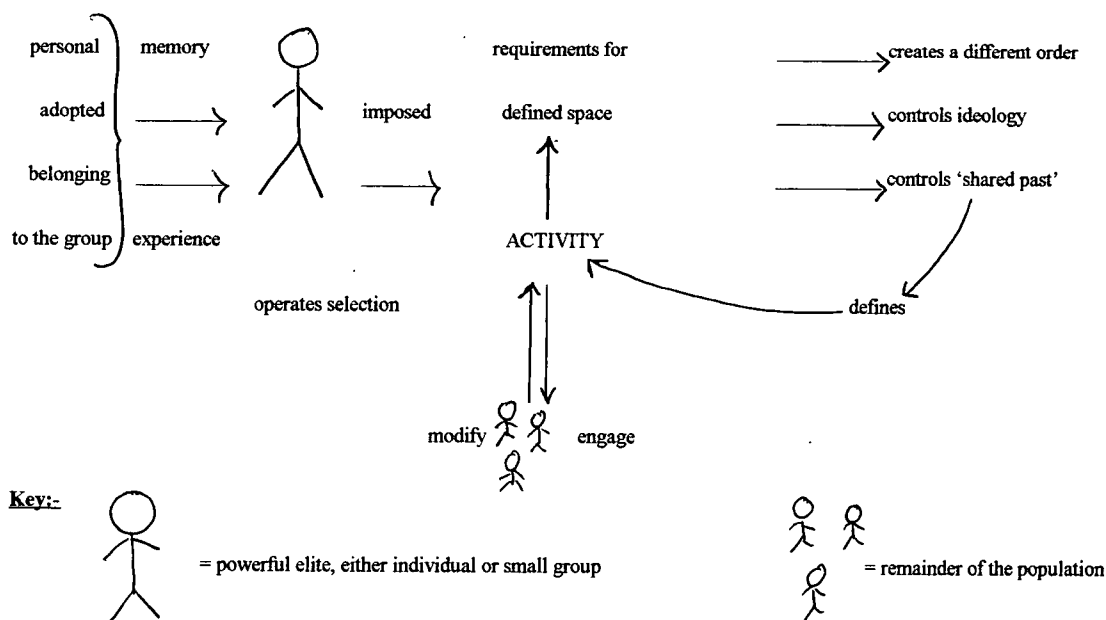 personal memory requirements for creates a different order
adopted imposed defined space controls ideology
belonging controls ‘shared past’
to the group experience ACTIVITY
operates selection defines
modify engage
Key:-
= powerful elite, either individual or small group = remainder of the population